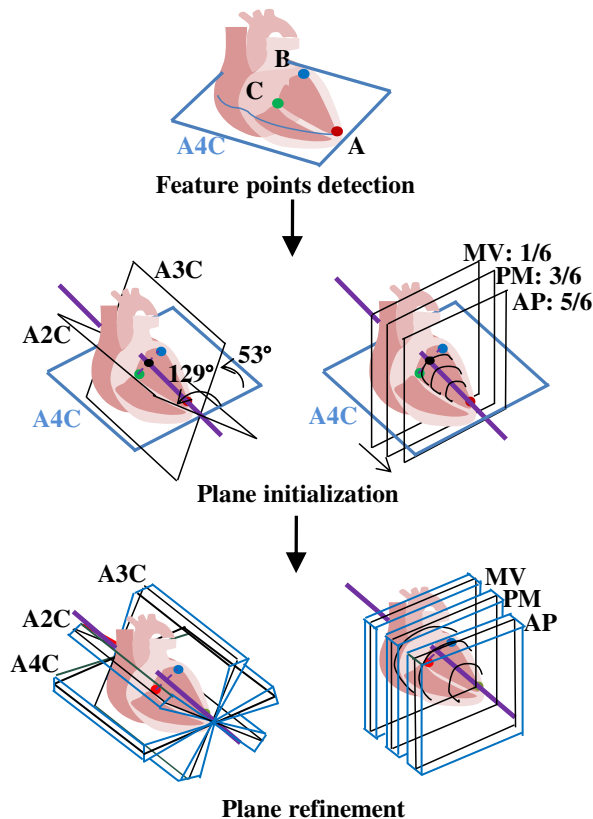 B
C
A4C
A
Feature points detection
A3C
MV: 1/6
PM: 3/6
AP: 5/6
A2C
53°
129°
A4C
A4C
Plane initialization
A3C
A2C
A4C
MV
PM
AP
Plane refinement